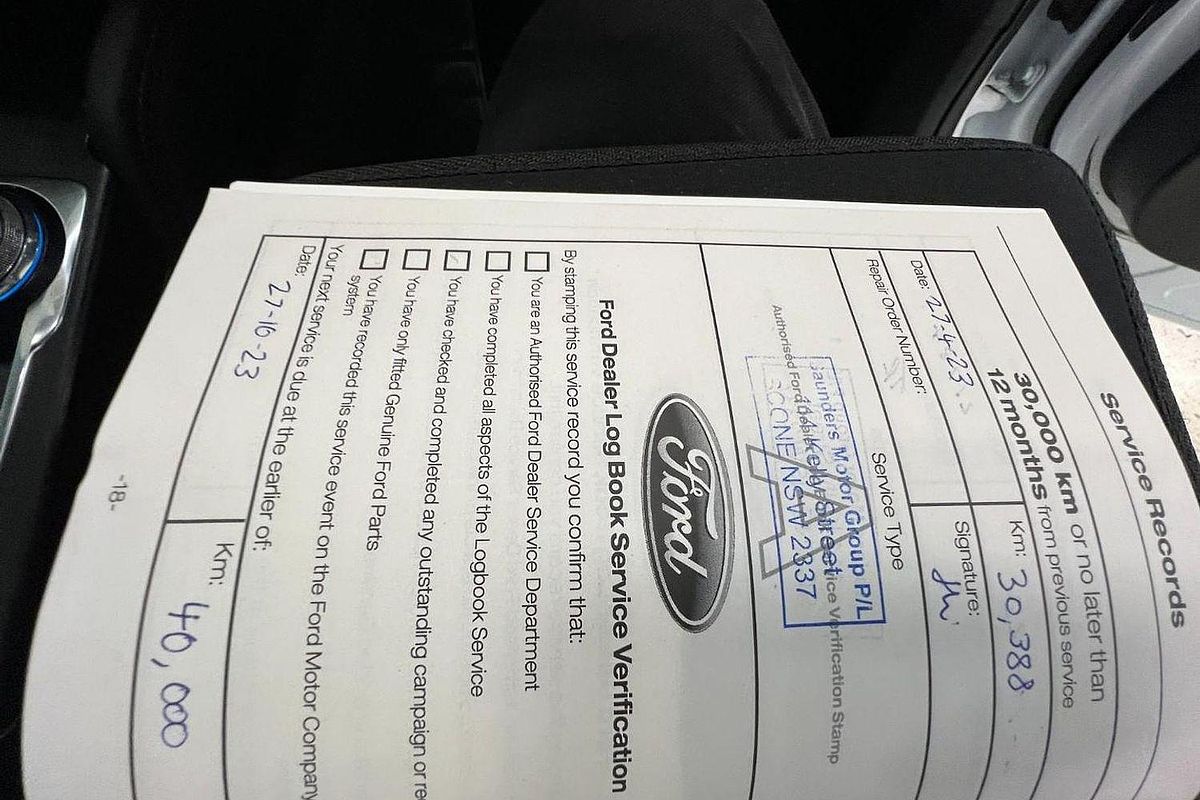 Service Records
30,000 km or no later than
12 months from previous service
Date: 27-4-23
Km: 30,388
Repair Order Number:
Signature:
Service Type
A
Saunders Motor Group P/L
Kelly Street
SCONE NSW 2337
Authorised Ford Service Verification Stamp
Ford
Ford Dealer Log Book Service Verification
By stamping this service record you confirm that:
You are an Authorised Ford Dealer Service Department
You have completed all aspects of the Logbook Service
You have checked and completed any outstanding campaign or re
You have only fitted Genuine Ford Parts
You have recorded this service event on the Ford Motor Company
system
Your next service is due at the earlier of:
Date: 27-10-23
Km: 40,000
-18-